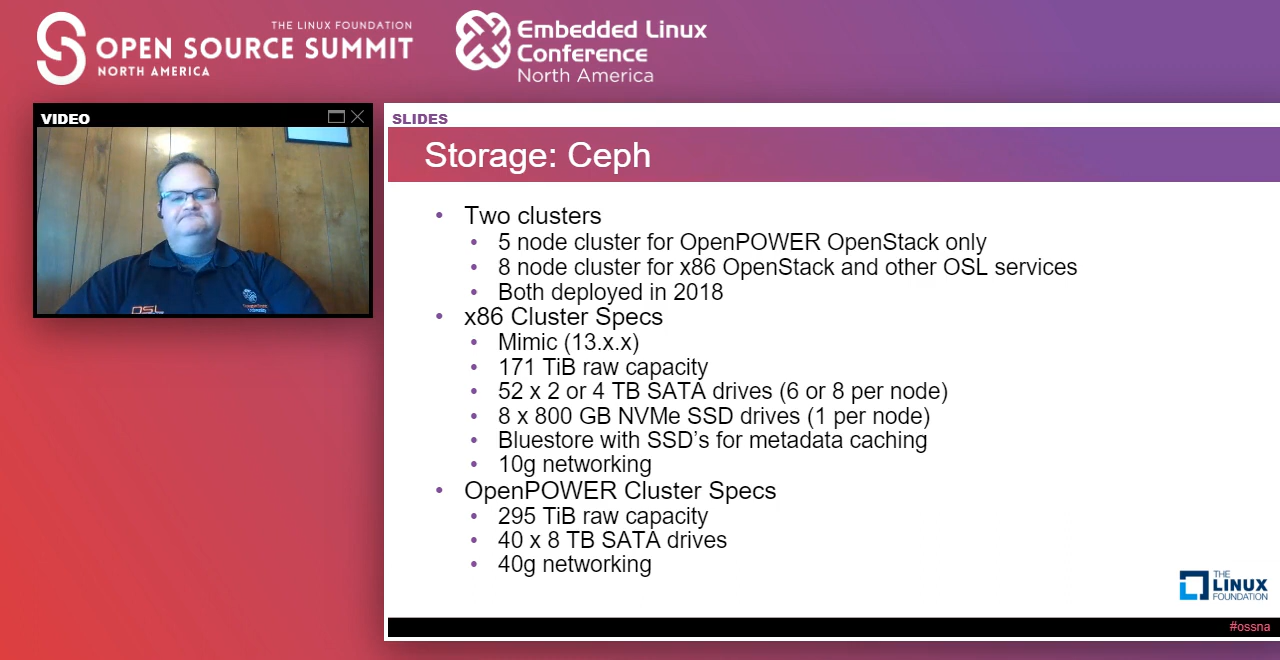 THE LINUX FOUNDATION
OPEN SOURCE SUMMIT
NORTH AMERICA
Embedded Linux
Conference
North America
VIDEO
OSL
SLIDES
Storage: Ceph
• Two clusters
• 5 node cluster for OpenPOWER OpenStack only
• 8 node cluster for x86 OpenStack and other OSL services
• Both deployed in 2018
• x86 Cluster Specs
• Mimic (13.x.x)
• 171 TiB raw capacity
• 52 x 2 or 4 TB SATA drives (6 or 8 per node)
• 8 x 800 GB NVMe SSD drives (1 per node)
• Bluestore with SSD’s for metadata caching
• 10g networking
• OpenPOWER Cluster Specs
• 295 TiB raw capacity
• 40 x 8 TB SATA drives
• 40g networking
THE
LINUX
FOUNDATION
#ossna